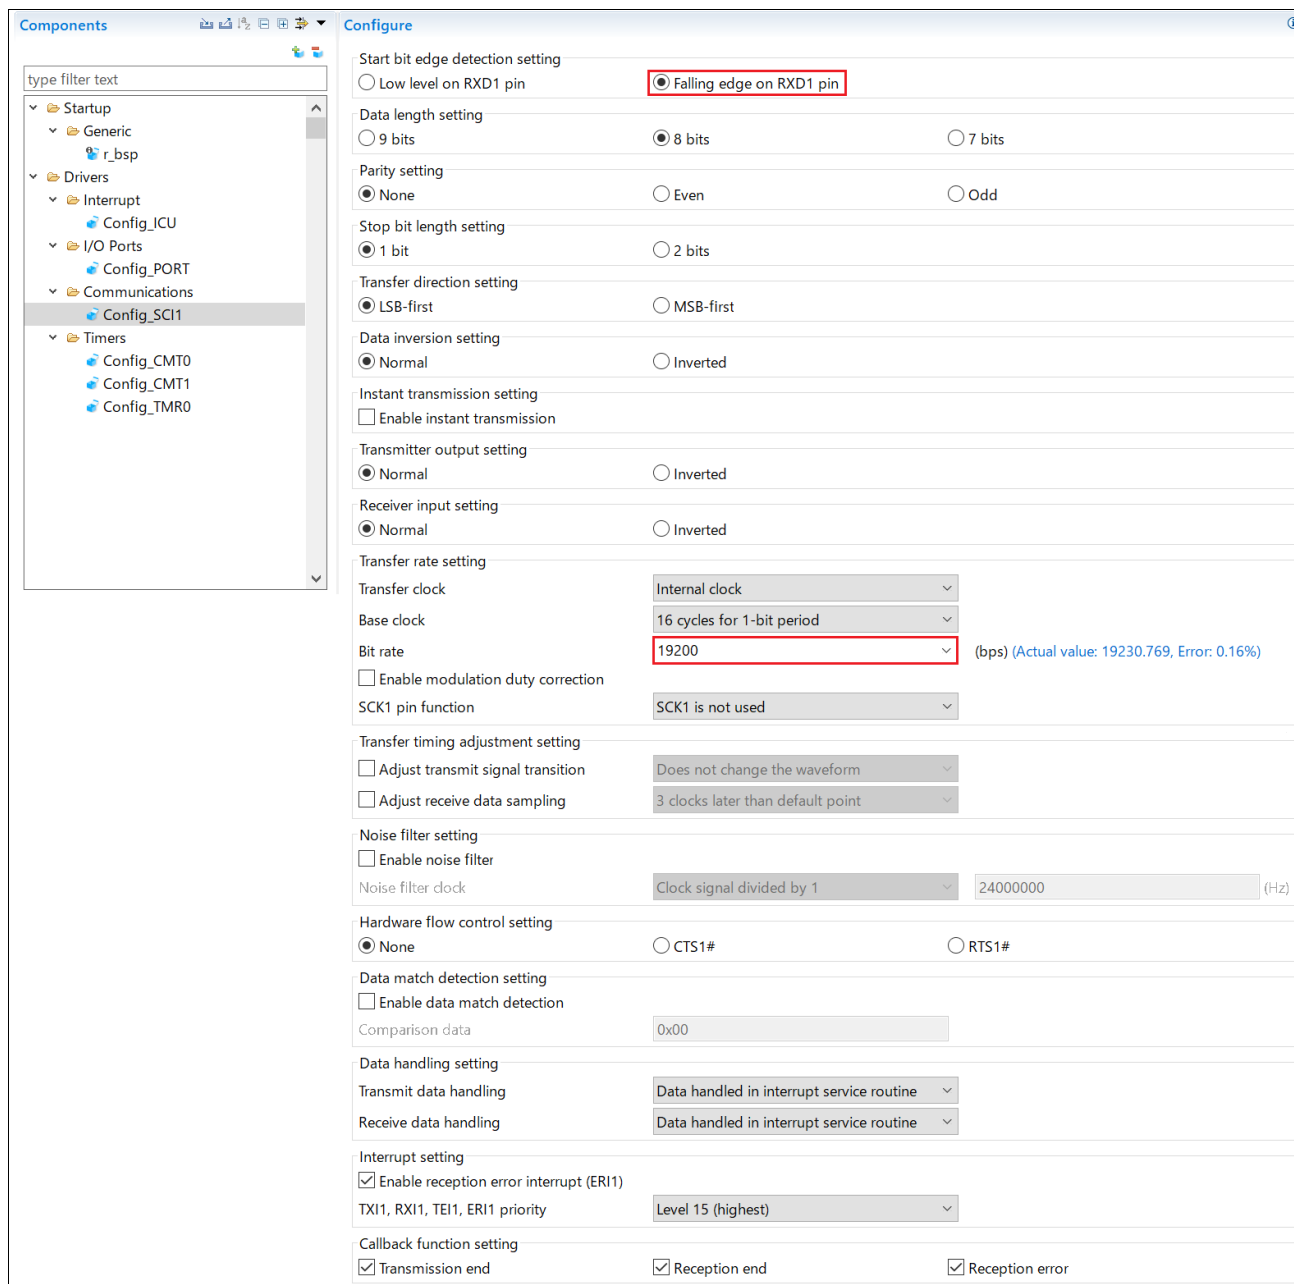 Components
type filter text
Startup
Generic
r_bsp
Drivers
Interrupt
Config_ICU
I/O Ports
Config_PORT
Communications
Config_SCI1
Timers
Config_CMT0
Config_CMT1
Config_TMR0
Configure
Start bit edge detection setting
Low level on RXD1 pin Falling edge on RXD1 pin
Data length setting
9 bits 8 bits 7 bits
Parity setting
None Even Odd
Stop bit length setting
1 bit 2 bits
Transfer direction setting
LSB-first MSB-first
Data inversion setting
Normal Inverted
Instant transmission setting
Enable instant transmission
Transmitter output setting
Normal Inverted
Receiver input setting
Normal Inverted
Transfer rate setting
Transfer clock Internal clock
Base clock 16 cycles for 1-bit period
Bit rate 19200 (bps) (Actual value: 19230.769, Error: 0.16%)
Enable modulation duty correction
SCK1 pin function SCK1 is not used
Transfer timing adjustment setting
Adjust transmit signal transition Does not change the waveform
Adjust receive data sampling 3 clocks later than default point
Noise filter setting
Enable noise filter
Noise filter clock Clock signal divided by 1 24000000 (Hz)
Hardware flow control setting
None CTS1# RTS1#
Data match detection setting
Enable data match detection
Comparison data 0x00
Data handling setting
Transmit data handling Data handled in interrupt service routine
Receive data handling Data handled in interrupt service routine
Interrupt setting
Enable reception error interrupt (ERI1)
TXI1, RXI1, TEI1, ERI1 priority Level 15 (highest)
Callback function setting
Transmission end Reception end Reception error